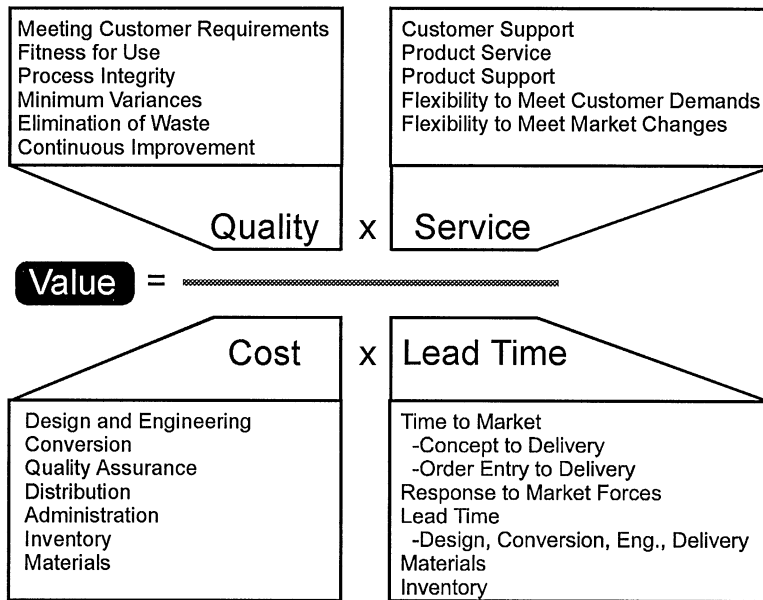 Meeting Customer Requirements
Fitness for Use
Process Integrity
Minimum Variances
Elimination of Waste
Continuous Improvement
Customer Support
Product Service
Product Support
Flexibility to Meet Customer Demands
Flexibility to Meet Market Changes
Quality x Service
Value =
Cost x Lead Time
Design and Engineering
Conversion
Quality Assurance
Distribution
Administration
Inventory
Materials
Time to Market
-Concept to Delivery
-Order Entry to Delivery
Response to Market Forces
Lead Time
-Design, Conversion, Eng., Delivery
Materials
Inventory